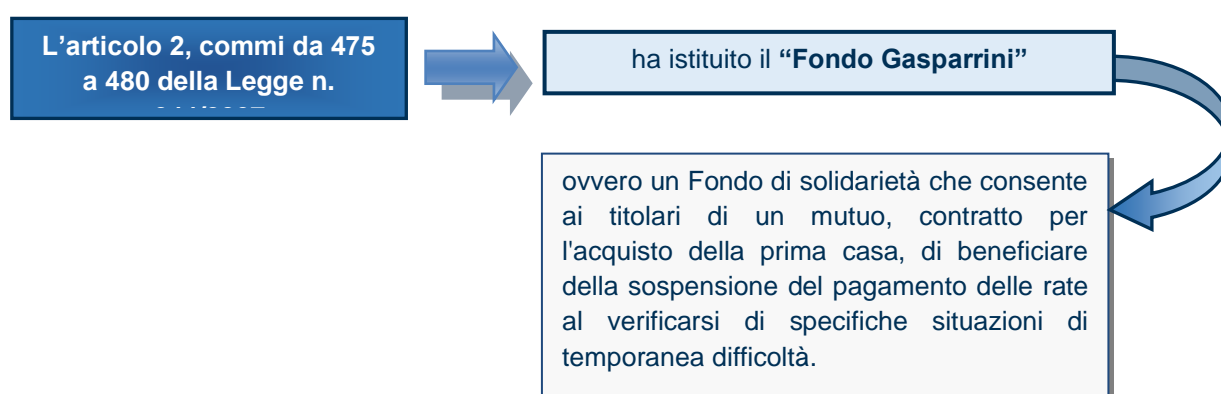 L'articolo 2, commi da 475
a 480 della Legge n.
ha istituito il “Fondo Gasparrini”
ovvero un Fondo di solidarietà che consente
ai titolari di un mutuo, contratto per
l'acquisto della prima casa, di beneficiare
della sospensione del pagamento delle rate
al verificarsi di specifiche situazioni di
temporanea difficoltà.